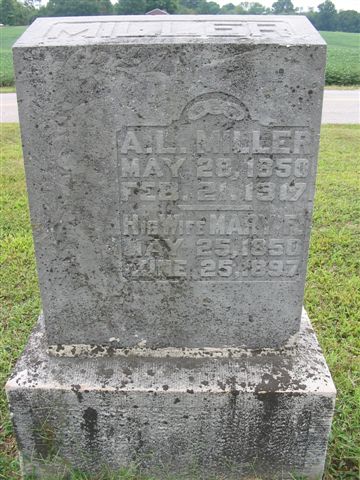 MILLER
A. L. MILLER
MAY 28, 1850
FEB. 21, 1917
HIS WIFE MARY F.
MAY 25, 1850
JUNE 25, 1897